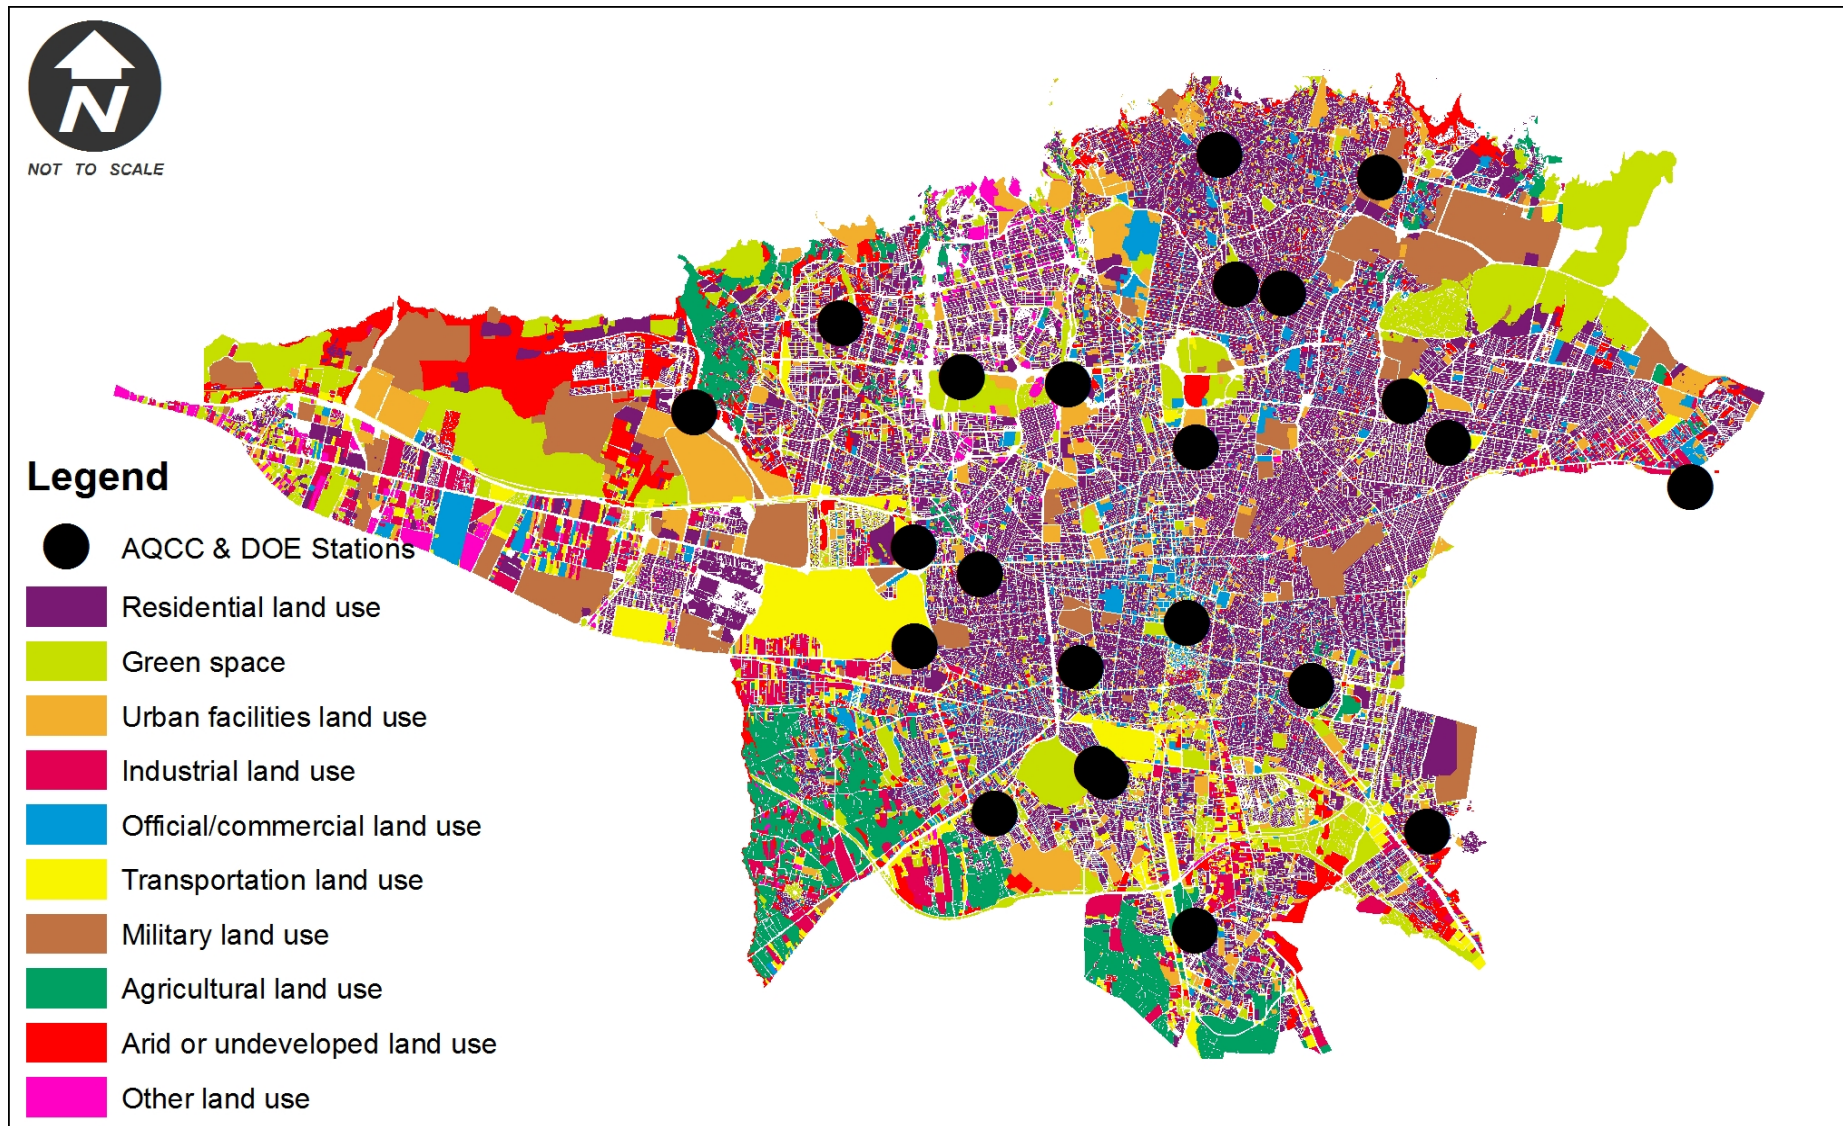 N
NOT TO SCALE
Legend
AQCC & DOE Stations
Residential land use
Green space
Urban facilities land use
Industrial land use
Official/commercial land use
Transportation land use
Military land use
Agricultural land use
Arid or undeveloped land use
Other land use